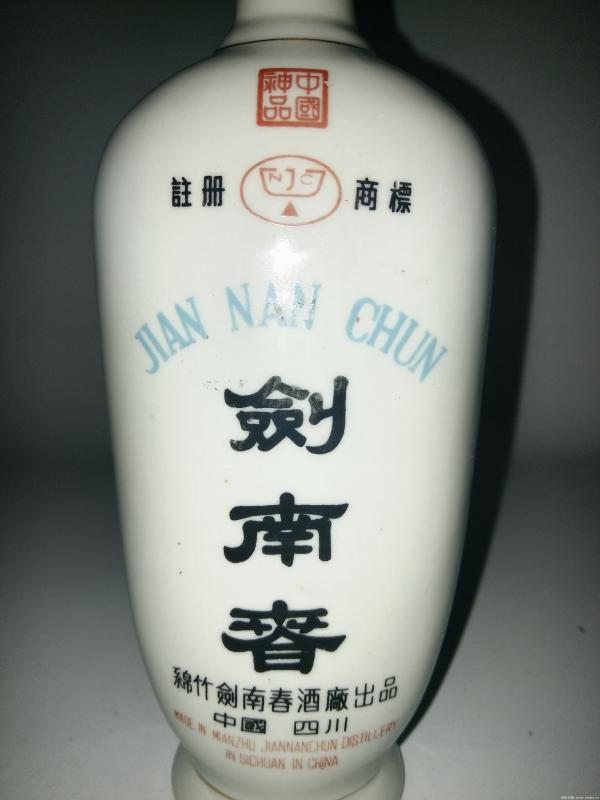 中國神品
註册 NJC 商標
JIAN NAN CHUN
劍
南
春
綿竹劍南春酒廠出品
中國 四川
MADE IN MIANZHU JIANNANCHUN DISTILLERY
IN SICHUAN IN CHINA